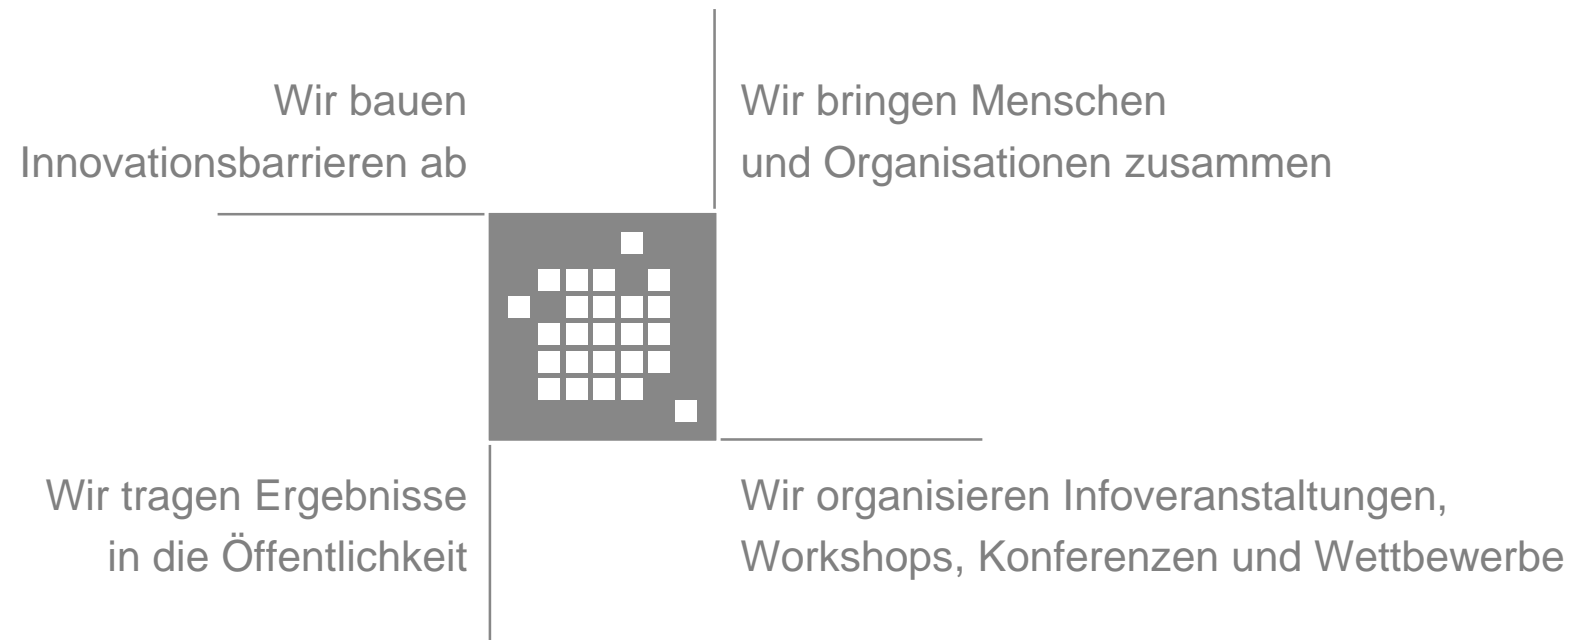 Wir bauen
Innovationsbarrieren ab
Wir bringen Menschen
und Organisationen zusammen
Wir tragen Ergebnisse
in die Öffentlichkeit
Wir organisieren Infoveranstaltungen,
Workshops, Konferenzen und Wettbewerbe